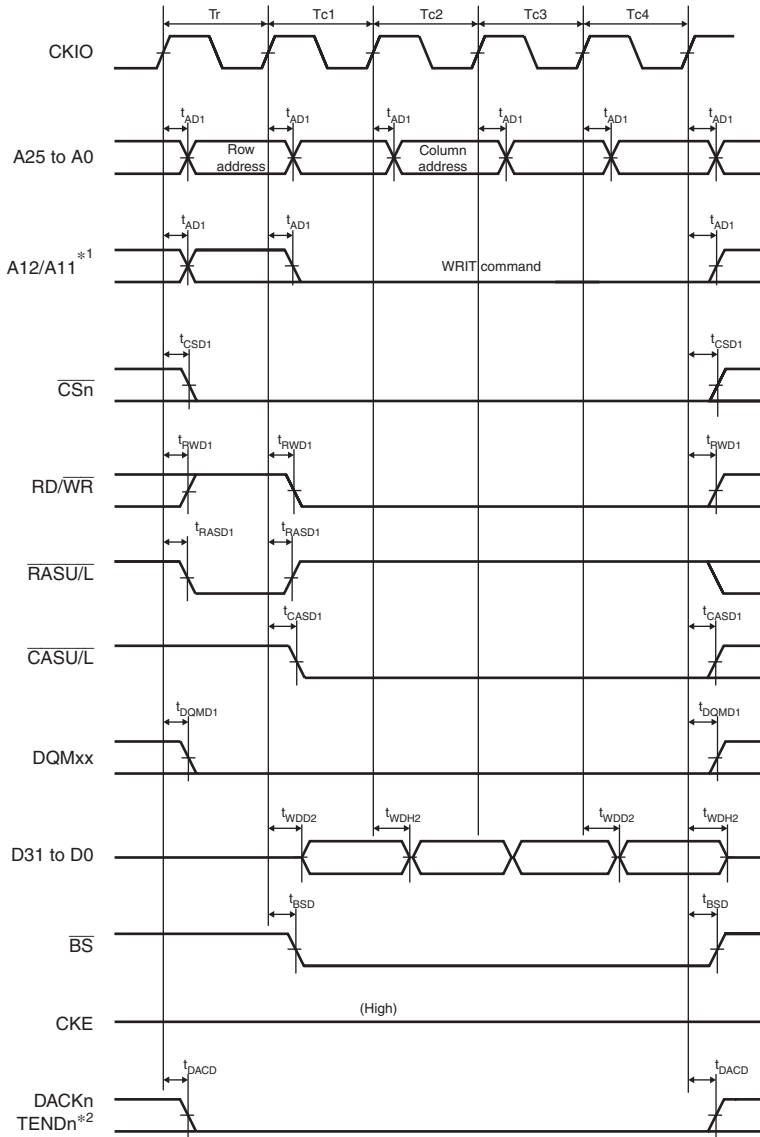 Tr Tc1 Tc2 Tc3 Tc4
CKIO
tAD1 tAD1 tAD1 tAD1 tAD1 tAD1
A25 to A0
Row address
Column address
tAD1 tAD1 tAD1
A12/A11*1
WRIT command
tCSD1 tCSD1
CSn
tRWD1 tRWD1 tRWD1
RD/WR
tRASD1 tRASD1
RASU/L
tCASD1 tCASD1
CASU/L
tDQMD1 tDQMD1
DQMxx
tWDD2 tWDH2 tWDD2 tWDH2
D31 to D0
tBSD tBSD
BS
(High)
CKE
tDACD tDACD
DACKn
TENDn*2